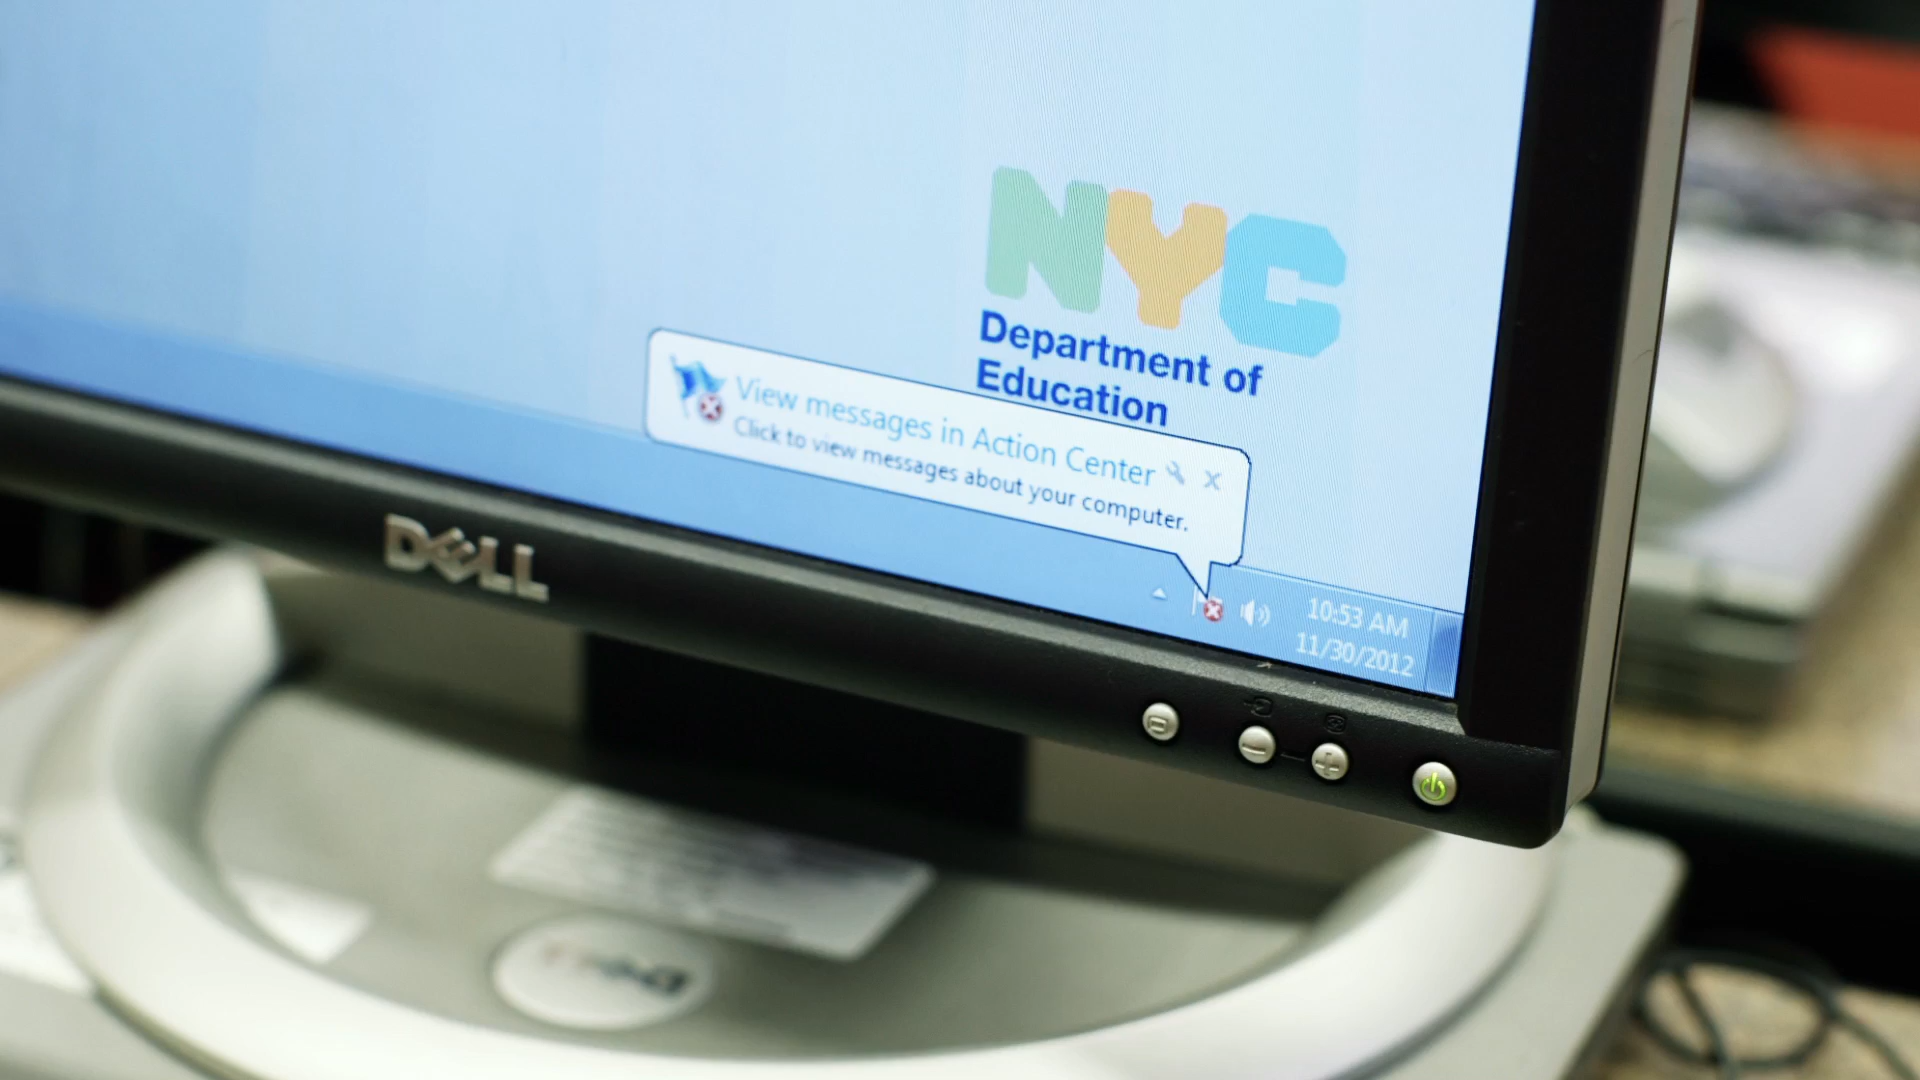 NYC
Department of
Education
View messages in Action Center
Click to view messages about your computer.
10:53 AM
11/30/2012
DELL
DELL